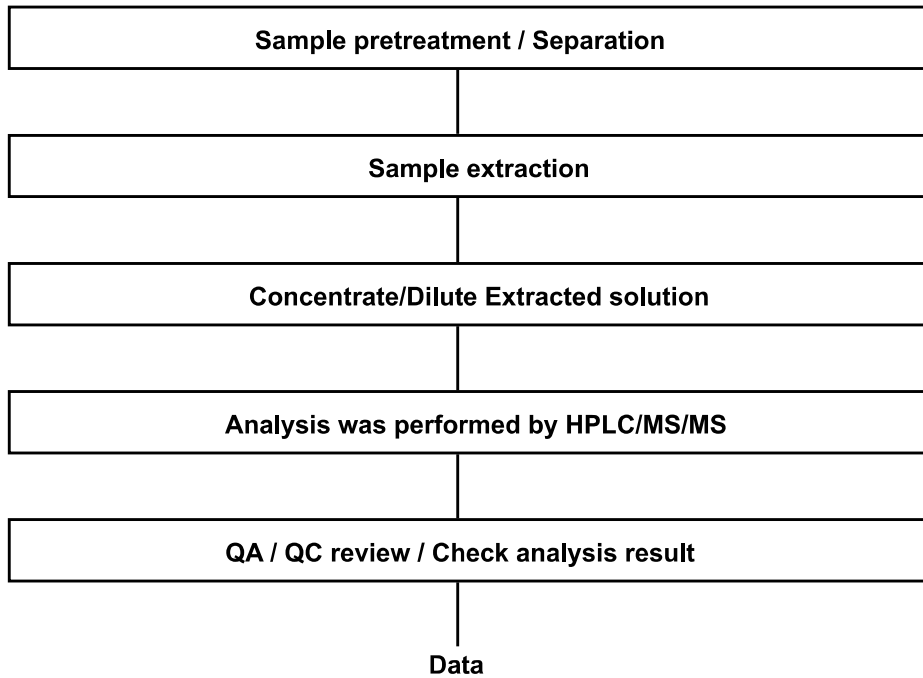 Sample pretreatment / Separation
Sample extraction
Concentrate/Dilute Extracted solution
Analysis was performed by HPLC/MS/MS
QA / QC review / Check analysis result
Data